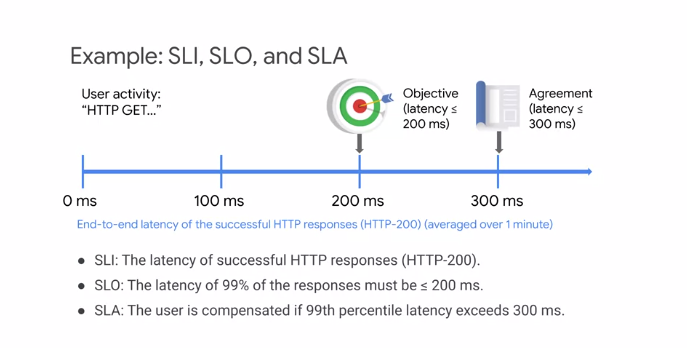 Example: SLI, SLO, and SLA
User activity:
“HTTP GET...”
Objective
(latency ≤
200 ms)
Agreement
(latency ≤
300 ms)
0 ms
100 ms
200 ms
300 ms
End-to-end latency of the successful HTTP responses (HTTP-200) (averaged over 1 minute)
● SLI: The latency of successful HTTP responses (HTTP-200).
● SLO: The latency of 99% of the responses must be ≤ 200 ms.
● SLA: The user is compensated if 99th percentile latency exceeds 300 ms.